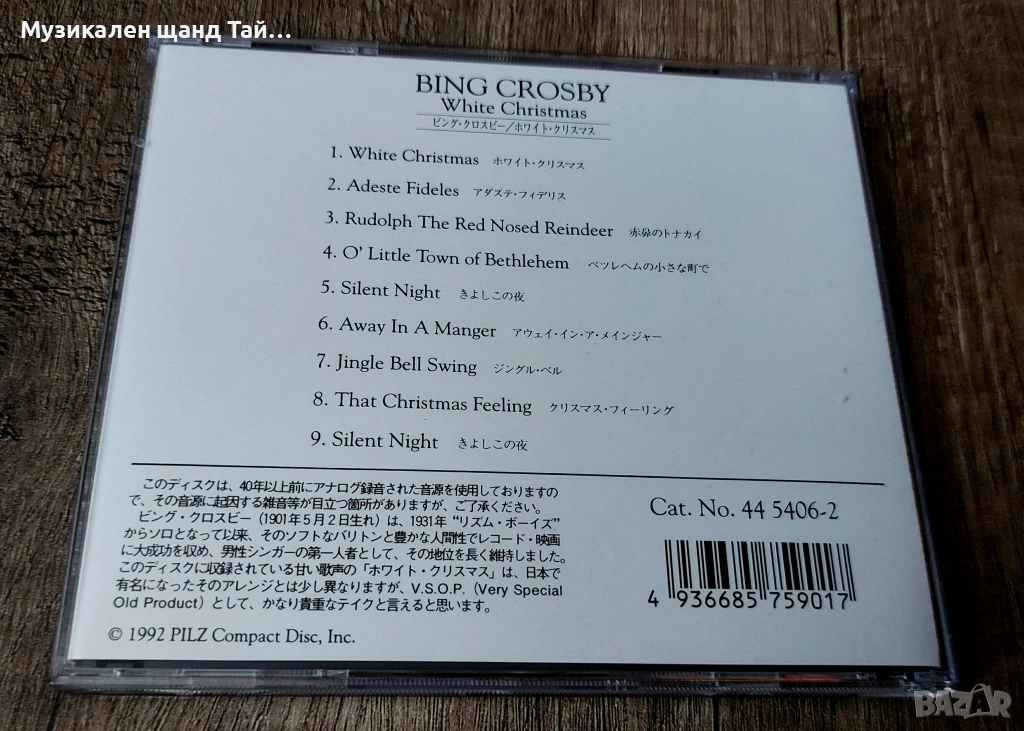 Музикален щанд Тай...
BING CROSBY
White Christmas
ビング・クロスビー／ホワイト・クリスマス
1. White Christmas ホワイト・クリスマス
2. Adeste Fideles アダステ・フィデリス
3. Rudolph The Red Nosed Reindeer 赤鼻のトナカイ
4. O' Little Town of Bethlehem ベツレヘムの小さな町で
5. Silent Night きよしこの夜
6. Away In A Manger アウェイ・イン・ア・メインジャー
7. Jingle Bell Swing ジングル・ベル
8. That Christmas Feeling クリスマス・フィーリング
9. Silent Night きよしこの夜
このディスクは、40年以上前にアナログ録音された音源を使用しておりますの
で、その音源に起因する雑音等が目立つ箇所がありますが、ご了承ください。
ビング・クロスビー（1901年5月2日生れ）は、1931年“リズム・ボーイズ”
からソロとなって以来、そのソフトなバリトンと豊かな人間性でレコード・映画
に大成功を収め、男性シンガーの第一人者として、その地位を長く維持しました。
このディスクに収録されている甘い歌声の「ホワイト・クリスマス」は、日本で
有名になったそのアレンジとは少し異なりますが、V.S.O.P.（Very Special
Old Product）として、かなり貴重なテイクと言えると思います。
© 1992 PILZ Compact Disc, Inc.
Cat. No. 44 5406-2
4 936685 759017
BAZAR